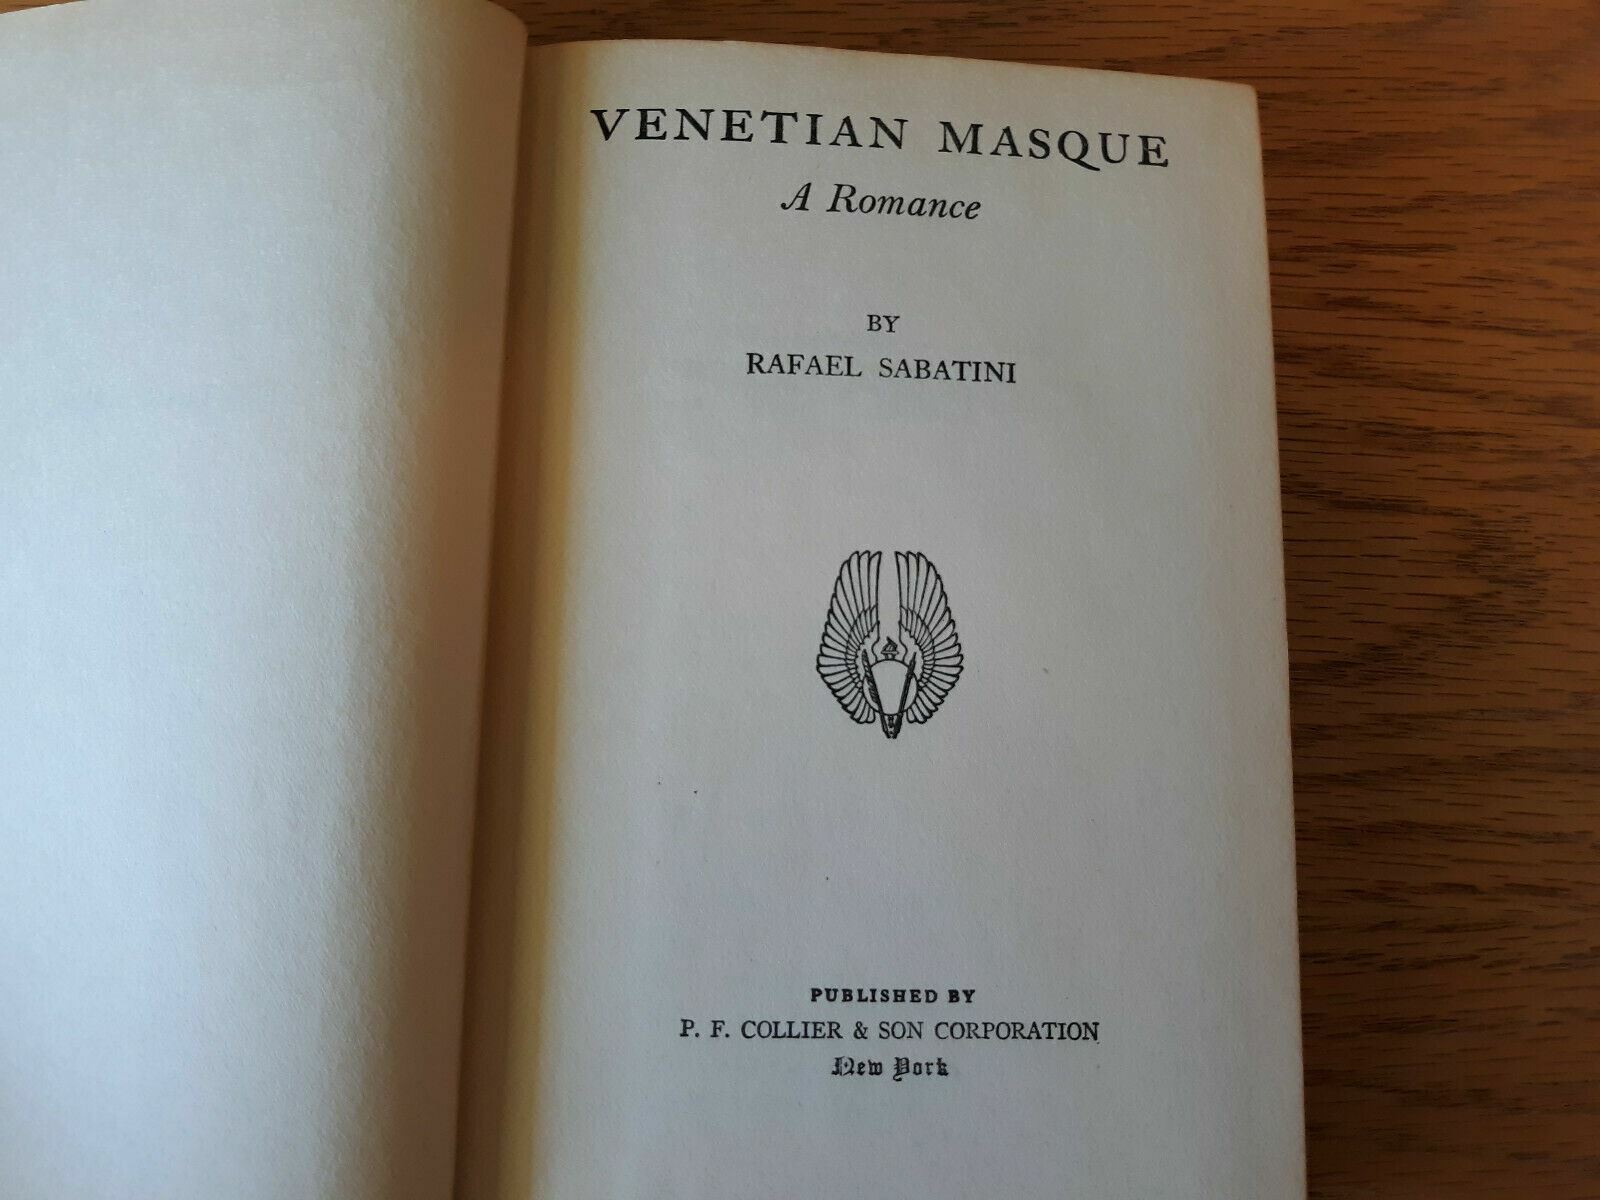 VENETIAN MASQUE
A Romance
BY
RAFAEL SABATINI
PUBLISHED BY
P. F. COLLIER & SON CORPORATION
New York